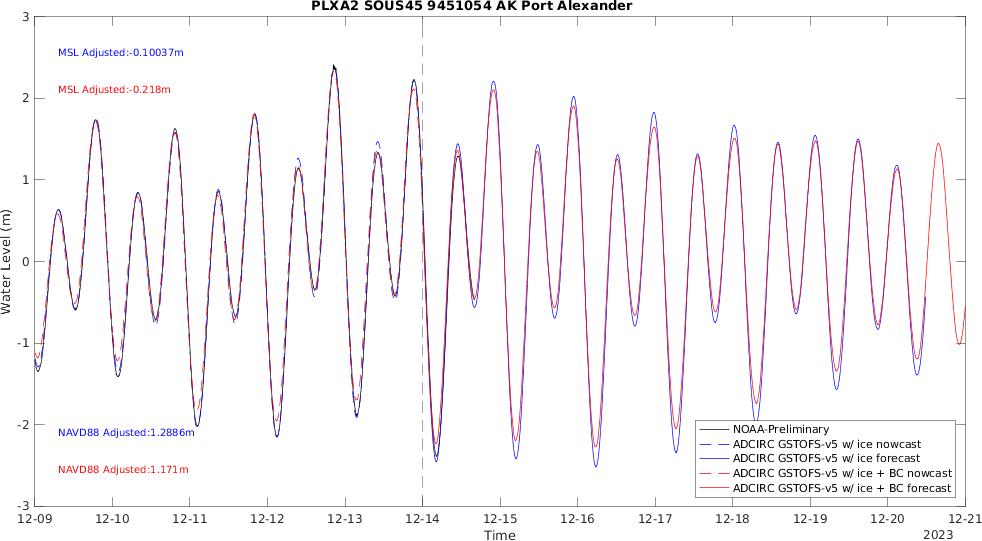 PLXA2 SOUS45 9451054 AK Port Alexander
3
2
1
0
-1
-2
-3
Water Level (m)
MSL Adjusted:-0.10037m
MSL Adjusted:-0.218m
NAVD88 Adjusted:1.2886m
NAVD88 Adjusted:1.171m
NOAA-Preliminary
ADCIRC GSTOFS-v5 w/ ice nowcast
ADCIRC GSTOFS-v5 w/ ice forecast
ADCIRC GSTOFS-v5 w/ ice + BC nowcast
ADCIRC GSTOFS-v5 w/ ice + BC forecast
12-09 12-10 12-11 12-12 12-13 12-14 12-15 12-16 12-17 12-18 12-19 12-20 12-21
Time
2023